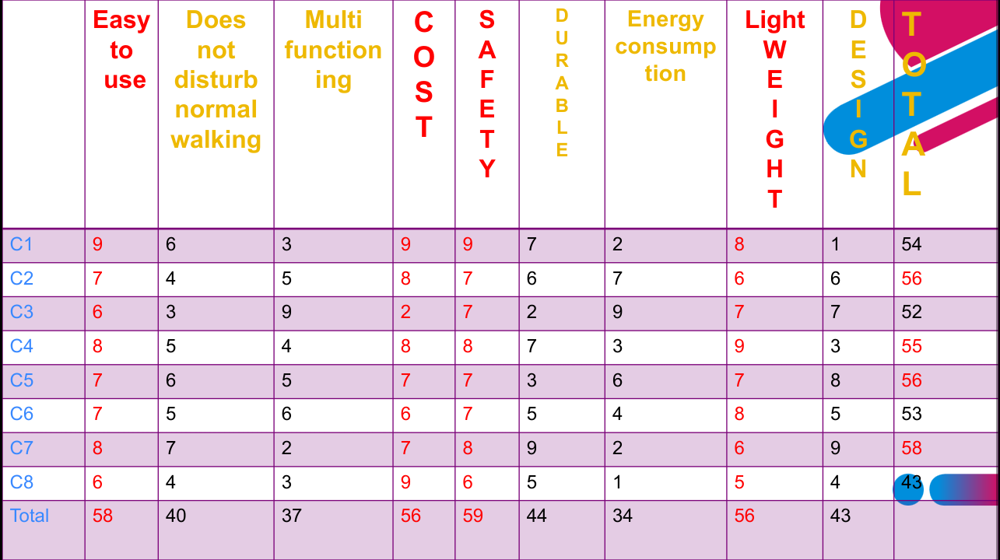 Easy to use | Does not disturb normal walking | Multi function ing | COST | SAFETY | DURABLE | Energy consump tion | Light WEIGHT | DESIGN | TOTAL
C1 9 6 3 9 9 7 2 8 1 54
C2 7 4 5 8 7 6 7 6 6 56
C3 6 3 9 2 7 2 9 7 7 52
C4 8 5 4 8 8 7 3 9 3 55
C5 7 6 5 7 7 3 6 7 8 56
C6 7 5 6 6 7 5 4 8 5 53
C7 8 7 2 7 8 9 2 6 9 58
C8 6 4 3 9 6 5 1 5 4 43
Total 58 40 37 56 59 44 34 56 43